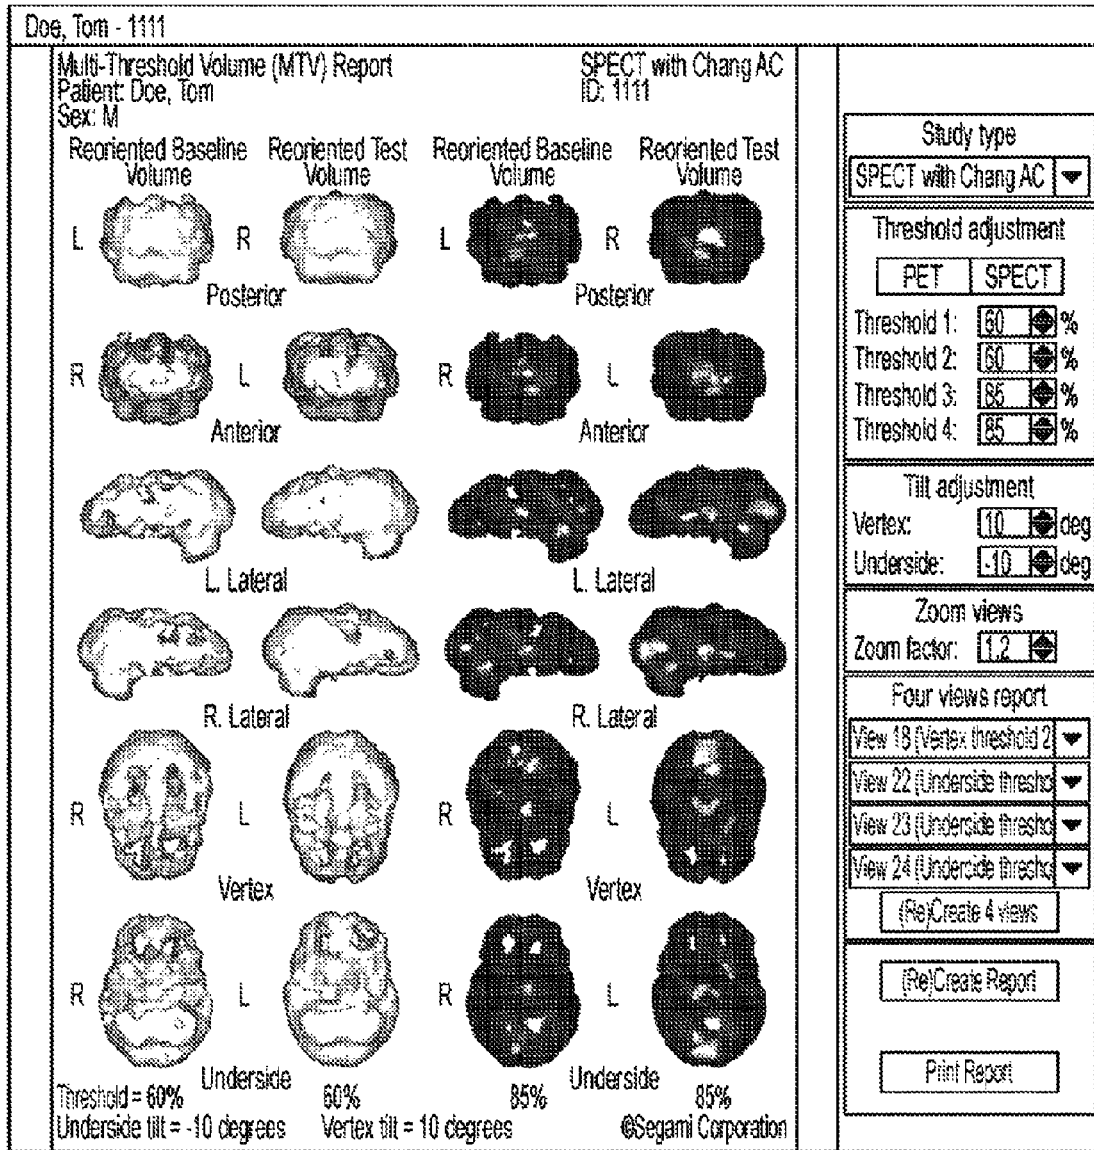 Doe, Tom - 1111
Multi-Threshold Volume (MTV) Report SPECT with Chang AC
Patient: Doe, Tom ID: 1111
Sex: M
Reoriented Baseline Reoriented Test Reoriented Baseline Reoriented Test
Volume Volume Volume Volume
L R L R
Posterior Posterior
R L R L
Anterior Anterior
L. Lateral L. Lateral
R. Lateral R. Lateral
R L R L
Vertex Vertex
R L R L
Underside Underside
Threshold = 60% 60% 85% 85%
Underside tilt = -10 degrees Vertex tilt = 10 degrees ©Segami Corporation
Study type
SPECT with Chang AC
Threshold adjustment
PET SPECT
Threshold 1: 60 %
Threshold 2: 60 %
Threshold 3: 85 %
Threshold 4: 85 %
Tilt adjustment
Vertex: 10 deg
Underside: -10 deg
Zoom views
Zoom factor: 1.2
Four views report
View 18 (Vertex threshold 2
View 22 (Underside thresho
View 23 (Underside thresho
View 24 (Underside thresho
(Re)Create 4 views
(Re)Create Report
Print Report